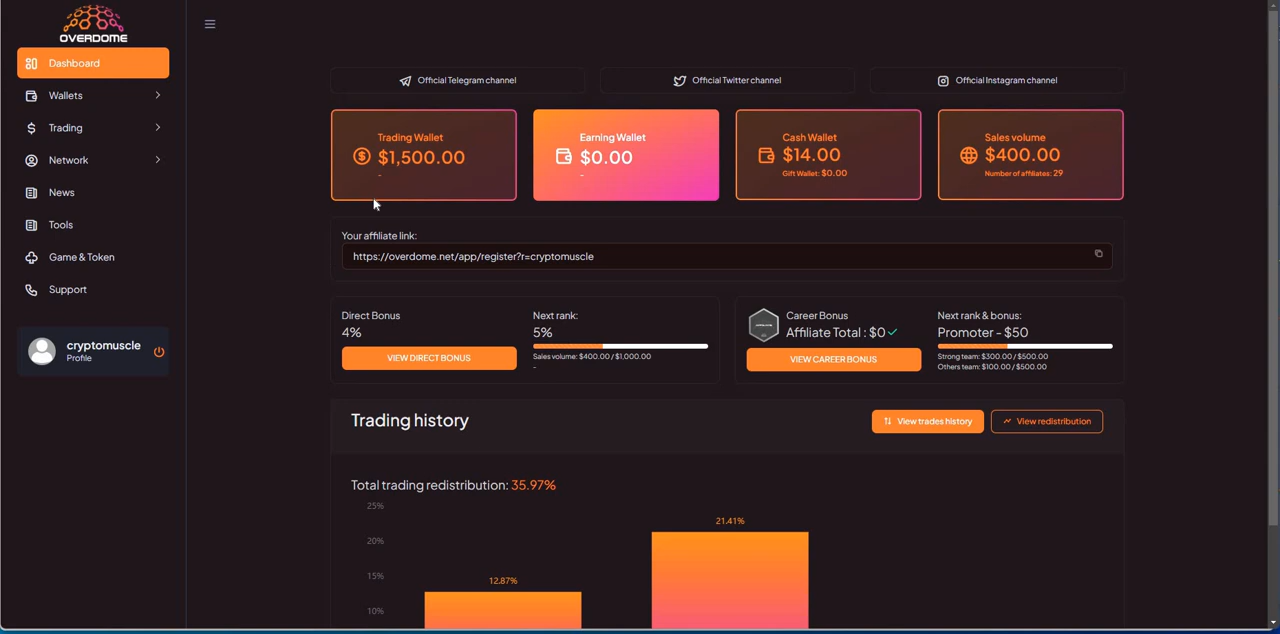 OVERDOME
Dashboard
Wallets
Trading
Network
News
Tools
Game & Token
Support
cryptomuscle
Profile
Official Telegram channel
Official Twitter channel
Official Instagram channel
Trading Wallet
$1,500.00
-
Earning Wallet
$0.00
-
Cash Wallet
$14.00
Gift Wallet: $0.00
Sales volume
$400.00
Number of affiliates: 29
Your affiliate link:
https://overdome.net/app/register?r=cryptomuscle
Direct Bonus
4%
VIEW DIRECT BONUS
Next rank:
5%
Sales volume: $400.00 / $1,000.00
-
Career Bonus
Affiliate Total : $0
VIEW CAREER BONUS
Next rank & bonus:
Promoter - $50
Strong team: $300.00 / $500.00
Others team: $100.00 / $500.00
Trading history
View trades history
View redistribution
Total trading redistribution: 35.97%
25%
21.41%
20%
15%
12.87%
10%